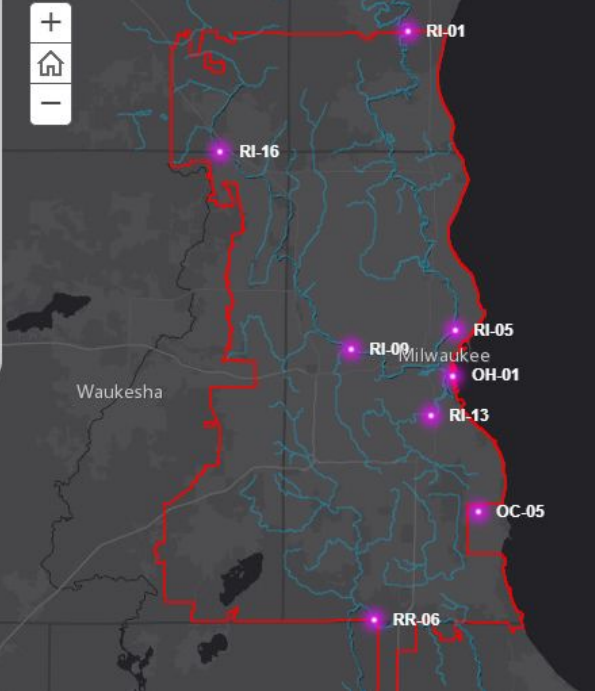 +
−
RI-01
RI-16
RI-05
RI-09
Milwaukee
OH-01
Waukesha
RI-13
OC-05
RR-06